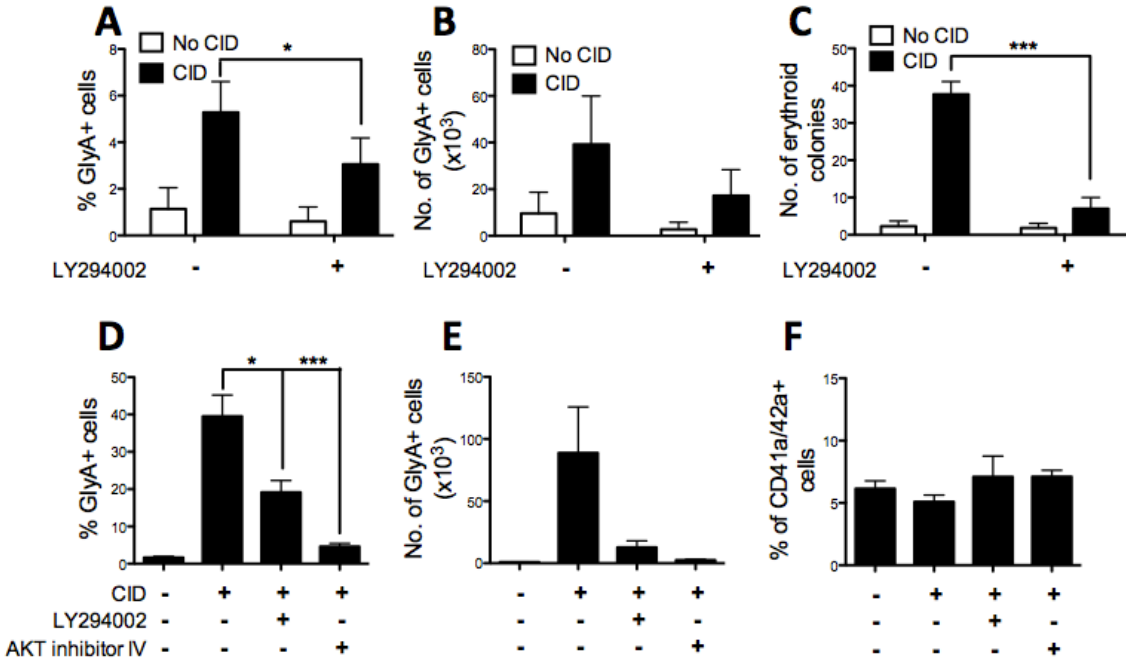 A
No CID
CID
*
% GlyA+ cells
8
6
4
2
0
LY294002 - +
B
No CID
CID
No. of GlyA+ cells
(x10³)
80
60
40
20
0
LY294002 - +
C
No CID
CID
***
No. of erythroid
colonies
50
40
30
20
10
0
LY294002 - +
D
* ***
% GlyA+ cells
50
40
30
20
10
0
CID - + + +
LY294002 - - + -
AKT inhibitor IV - - - +
E
No. of GlyA+ cells
(x10³)
150
100
50
0
- + + +
- - + -
- - - +
F
% of CD41a/42a+
cells
15
10
5
0
- + + +
- - + -
- - - +